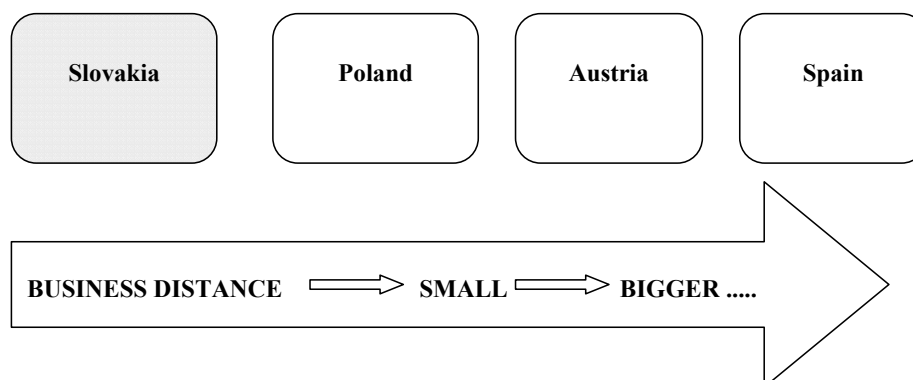 Slovakia Poland Austria Spain
BUSINESS DISTANCE SMALL BIGGER .....